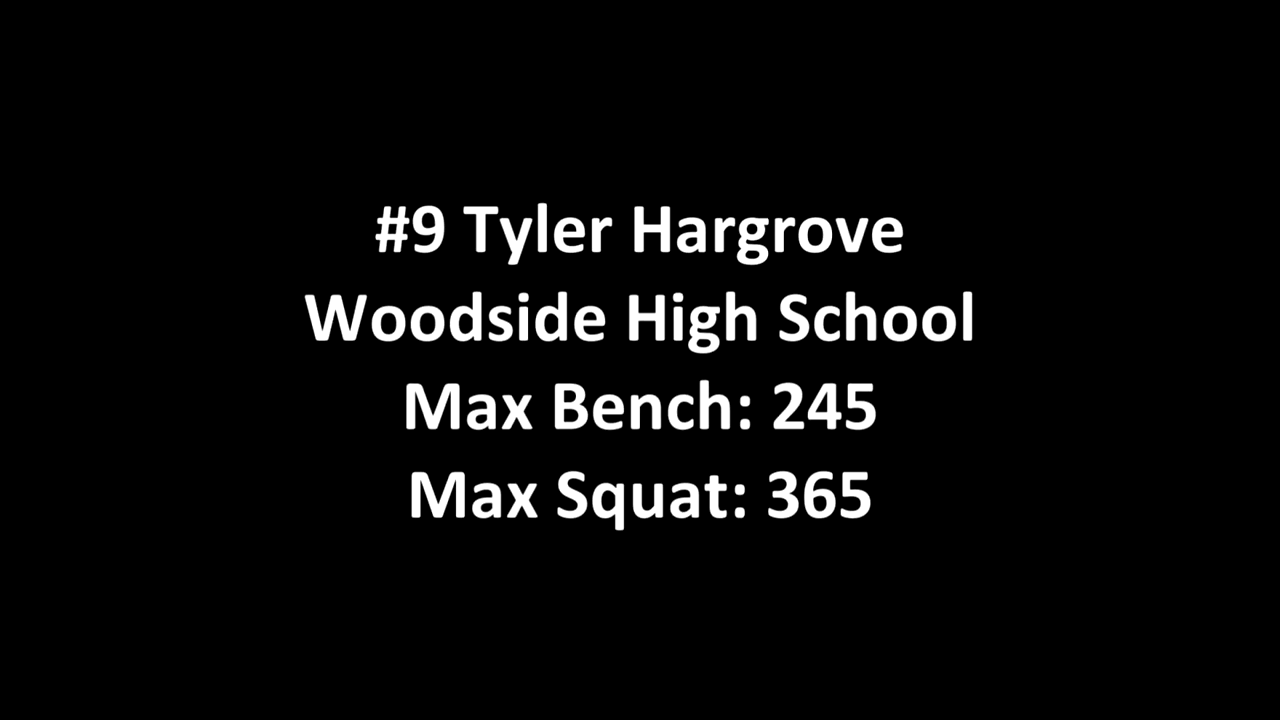 #9 Tyler Hargrove
Woodside High School
Max Bench: 245
Max Squat: 365